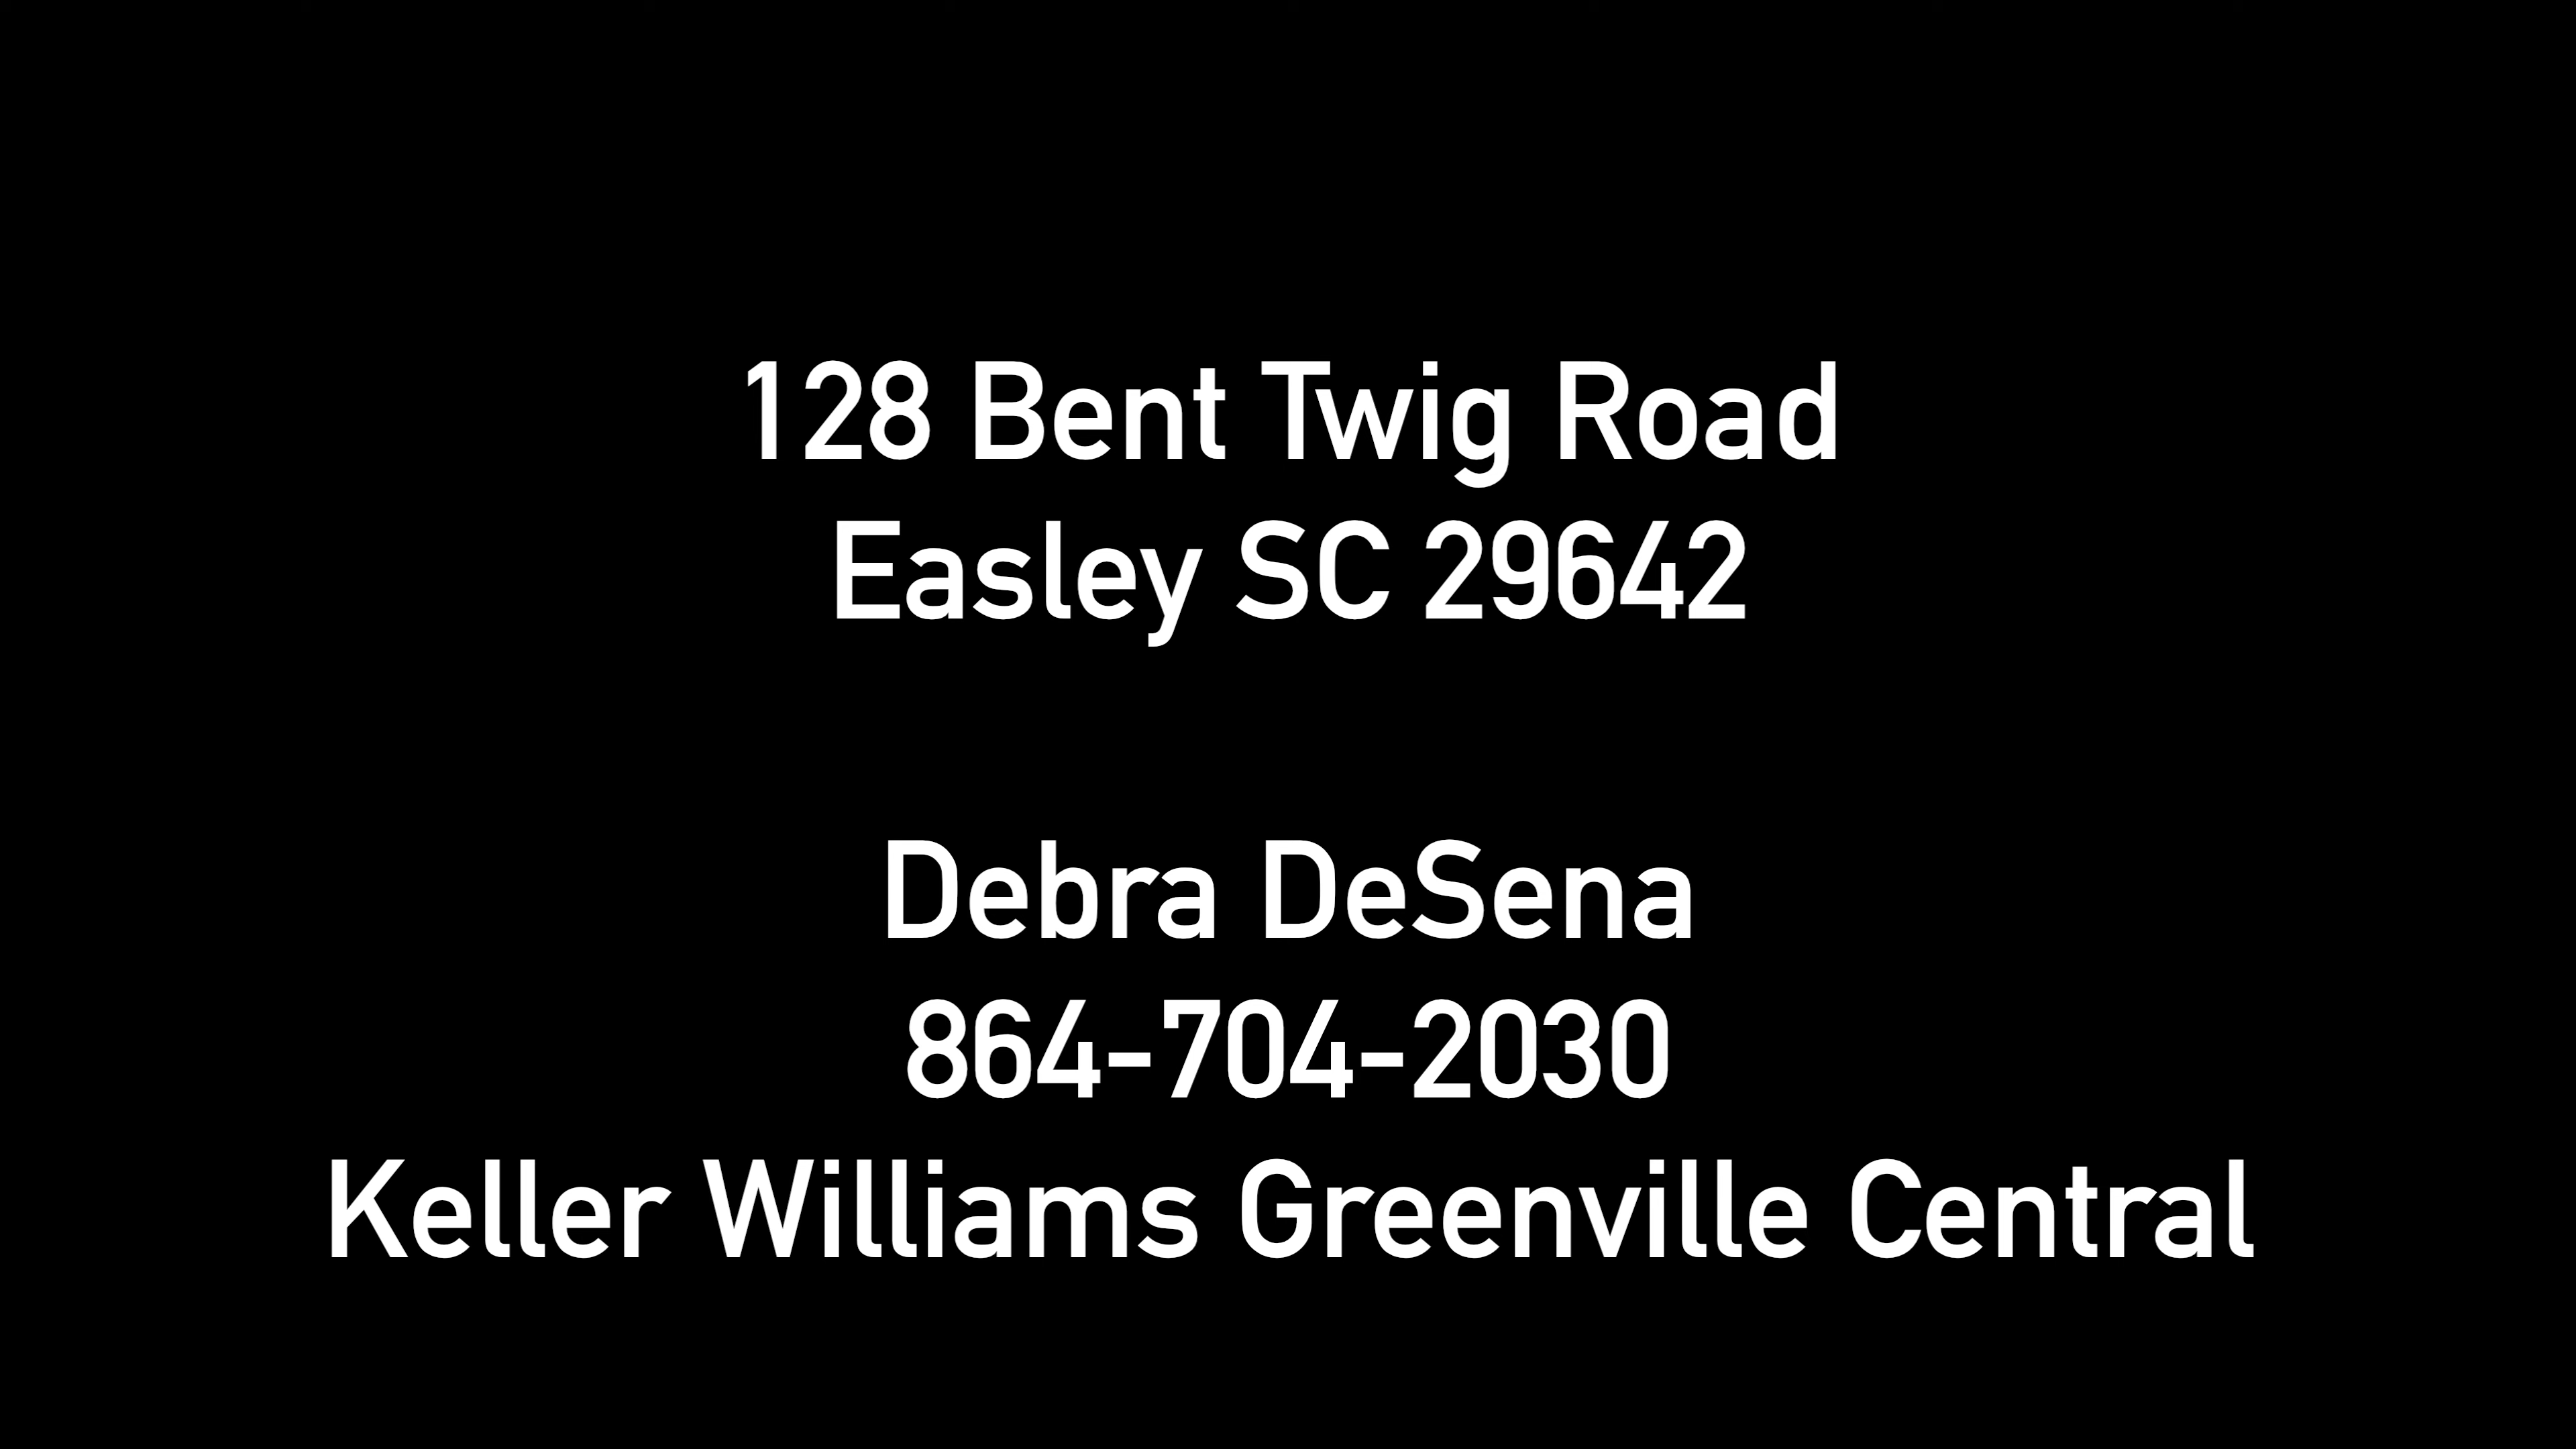 128 Bent Twig Road
Easley SC 29642
Debra DeSena
864-704-2030
Keller Williams Greenville Central